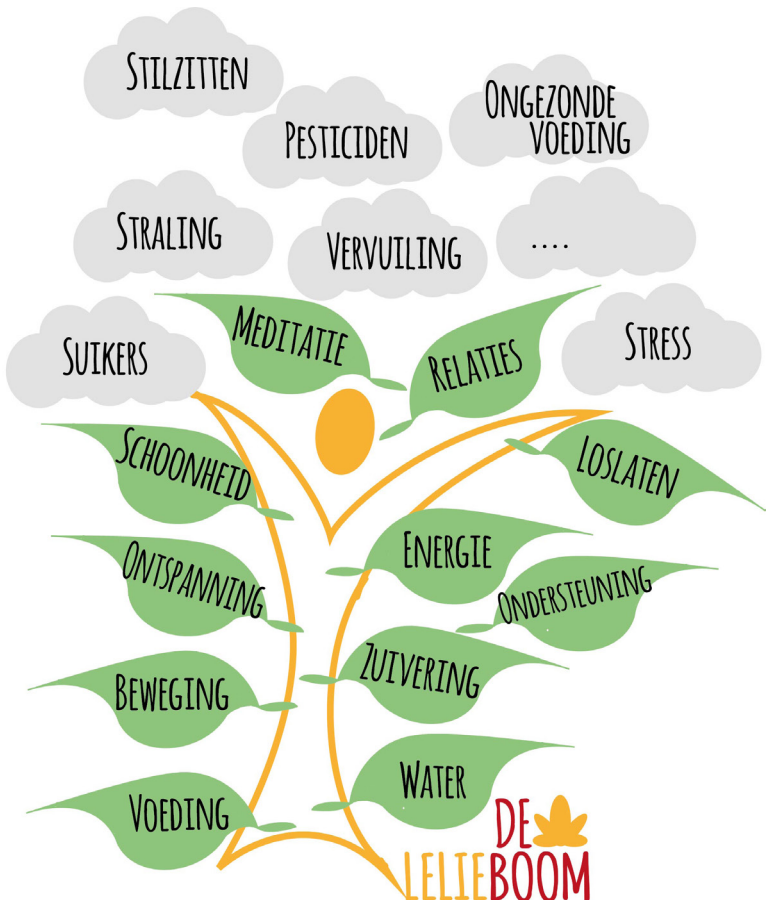 STILZITTEN
PESTICIDEN
ONGEZONDE
VOEDING
STRALING
VERVUILING
....
SUIKERS
MEDITATIE
RELATIES
STRESS
SCHOONHEID
LOSLATEN
ONTSPANNING
ENERGIE
ONDERSTEUNING
BEWEGING
ZUIVERING
VOEDING
WATER
DE
LELIEBOOM